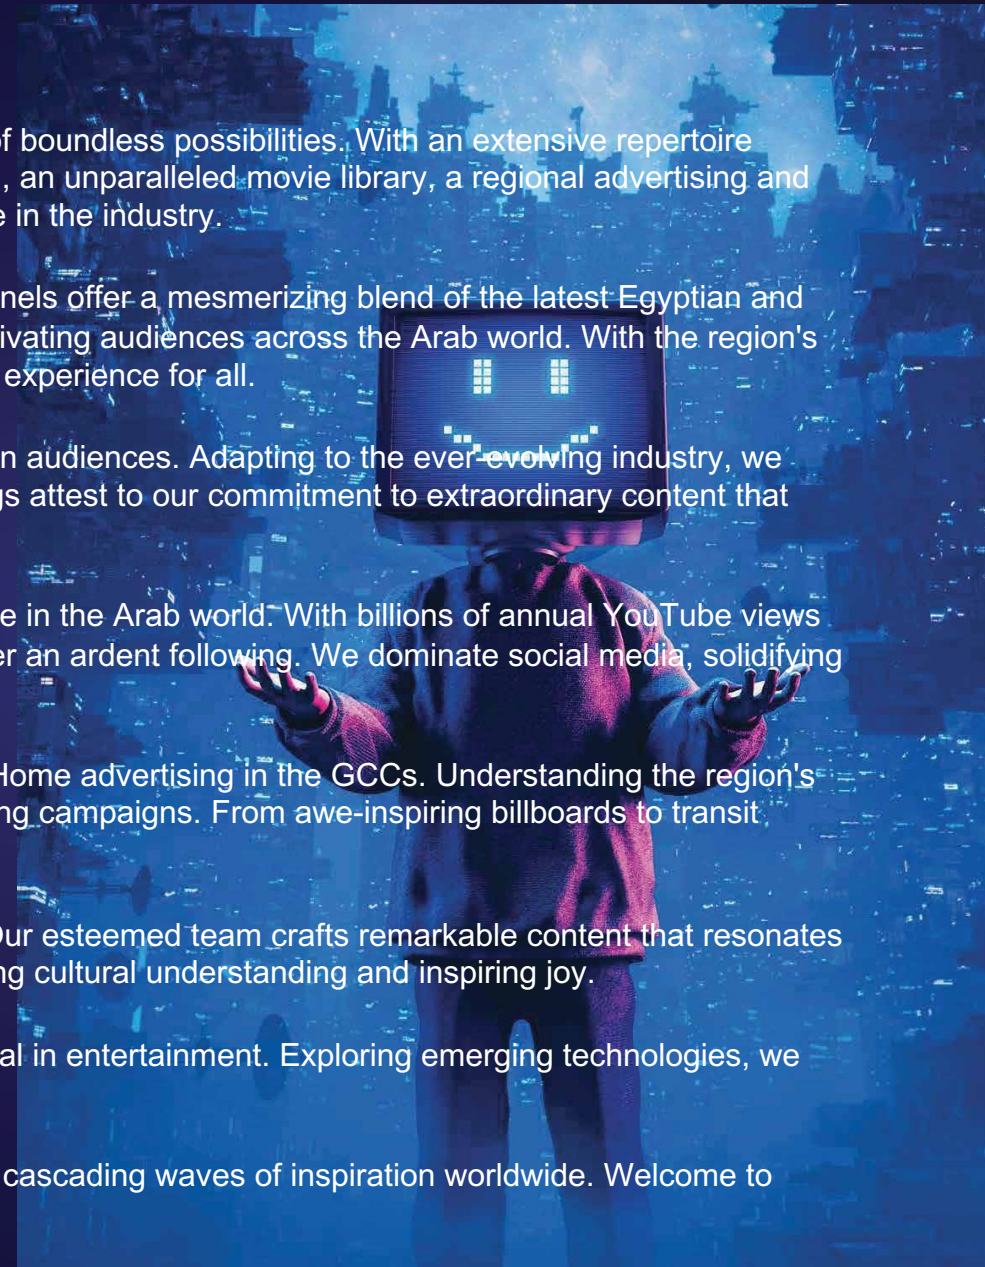 f boundless possibilities. With an extensive repertoire
, an unparalleled movie library, a regional advertising and
e in the industry.
nels offer a mesmerizing blend of the latest Egyptian and
ivating audiences across the Arab world. With the region's
experience for all.
n audiences. Adapting to the ever-evolving industry, we
gs attest to our commitment to extraordinary content that
e in the Arab world. With billions of annual YouTube views
er an ardent following. We dominate social media, solidifying
Home advertising in the GCCs. Understanding the region's
ng campaigns. From awe-inspiring billboards to transit
Our esteemed team crafts remarkable content that resonates
ng cultural understanding and inspiring joy.
al in entertainment. Exploring emerging technologies, we
cascading waves of inspiration worldwide. Welcome to